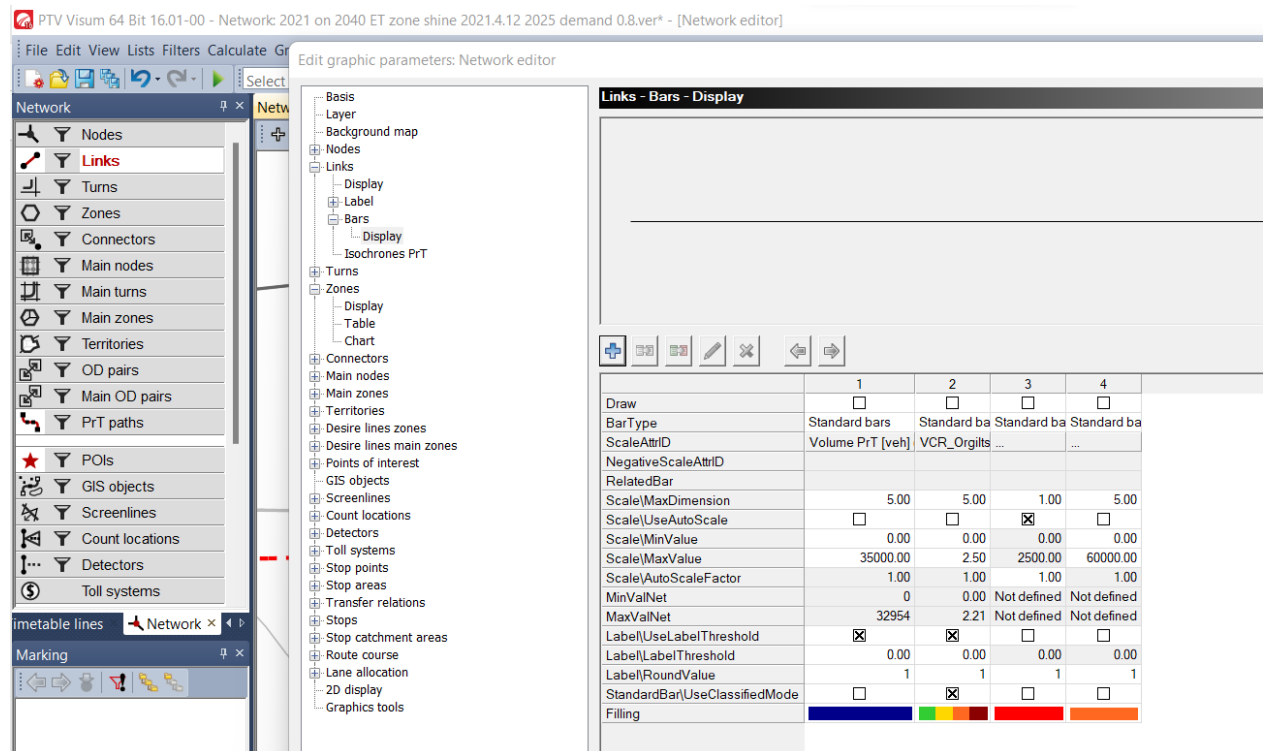 PTV Visum 64 Bit 16.01-00 - Network: 2021 on 2040 ET zone shine 2021.4.12 2025 demand 0.8.ver* - [Network editor]
File Edit View Lists Filters Calculate Gr
Select
Network
Nodes
Links
Turns
Zones
Connectors
Main nodes
Main turns
Main zones
Territories
OD pairs
Main OD pairs
PrT paths
POIs
GIS objects
Screenlines
Count locations
Detectors
Toll systems
imetable lines Network
Marking
Netw
Edit graphic parameters: Network editor
Basis
Layer
Background map
Nodes
Links
Display
Label
Bars
Display
Isochrones PrT
Turns
Zones
Display
Table
Chart
Connectors
Main nodes
Main zones
Territories
Desire lines zones
Desire lines main zones
Points of interest
GIS objects
Screenlines
Count locations
Detectors
Toll systems
Stop points
Stop areas
Transfer relations
Stops
Stop catchment areas
Route course
Lane allocation
2D display
Graphics tools
Links - Bars - Display
1 2 3 4
Draw
BarType Standard bars Standard ba Standard ba Standard ba
ScaleAttrID Volume PrT [veh] ( VCR_Orgilts ... ...
NegativeScaleAttrID
RelatedBar
Scale\MaxDimension 5.00 5.00 1.00 5.00
Scale\UseAutoScale
Scale\MinValue 0.00 0.00 0.00 0.00
Scale\MaxValue 35000.00 2.50 2500.00 60000.00
Scale\AutoScaleFactor 1.00 1.00 1.00 1.00
MinValNet 0 0.00 Not defined Not defined
MaxValNet 32954 2.21 Not defined Not defined
Label\UseLabelThreshold
Label\LabelThreshold 0.00 0.00 0.00 0.00
Label\RoundValue 1 1 1 1
StandardBar\UseClassifiedMode
Filling